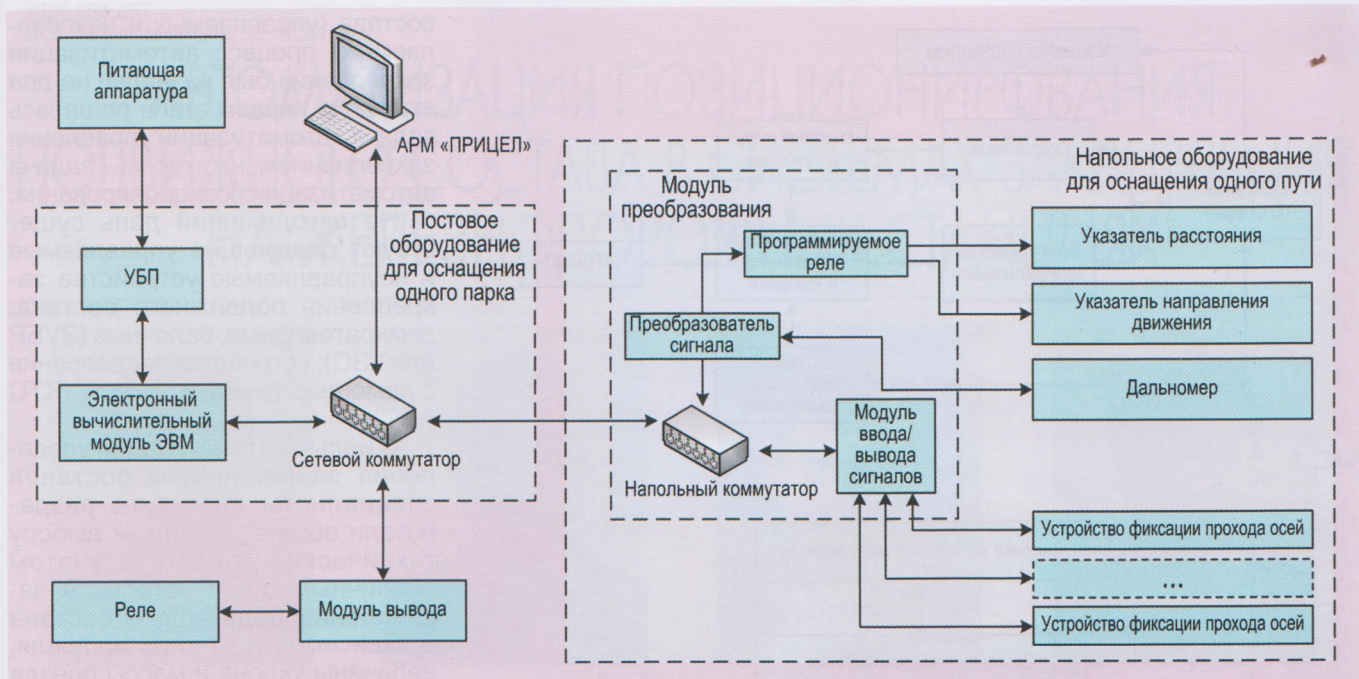 Питающая
аппаратура
АРМ «ПРИЦЕЛ»
УБП
Постовое
оборудование
для оснащения
одного парка
Электронный
вычислительный
модуль ЭВМ
Сетевой коммутатор
Реле
Модуль вывода
Напольное оборудование
для оснащения одного пути
Модуль
преобразования
Программируемое
реле
Преобразователь
сигнала
Напольный коммутатор
Модуль
ввода/
вывода
сигналов
Указатель расстояния
Указатель направления
движения
Дальномер
Устройство фиксации прохода осей
...
Устройство фиксации прохода осей